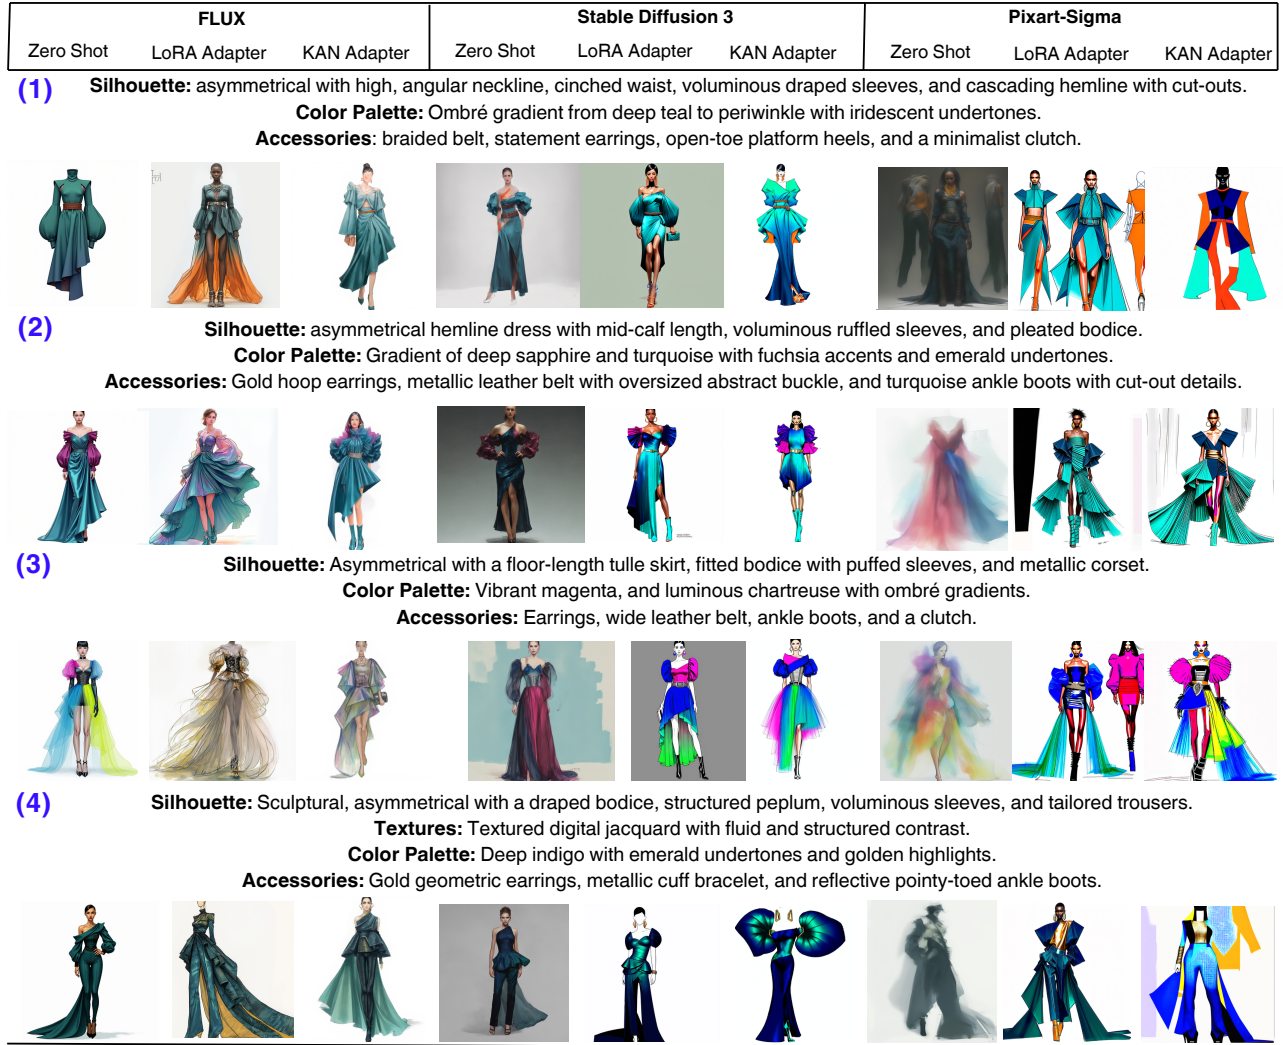 FLUX
Stable Diffusion 3
Pixart-Sigma
Zero Shot
LoRA Adapter
KAN Adapter
Zero Shot
LoRA Adapter
KAN Adapter
Zero Shot
LoRA Adapter
KAN Adapter
(1)
Silhouette: asymmetrical with high, angular neckline, cinched waist, voluminous draped sleeves, and cascading hemline with cut-outs.
Color Palette: Ombré gradient from deep teal to periwinkle with iridescent undertones.
Accessories: braided belt, statement earrings, open-toe platform heels, and a minimalist clutch.
(2)
Silhouette: asymmetrical hemline dress with mid-calf length, voluminous ruffled sleeves, and pleated bodice.
Color Palette: Gradient of deep sapphire and turquoise with fuchsia accents and emerald undertones.
Accessories: Gold hoop earrings, metallic leather belt with oversized abstract buckle, and turquoise ankle boots with cut-out details.
(3)
Silhouette: Asymmetrical with a floor-length tulle skirt, fitted bodice with puffed sleeves, and metallic corset.
Color Palette: Vibrant magenta, and luminous chartreuse with ombré gradients.
Accessories: Earrings, wide leather belt, ankle boots, and a clutch.
(4)
Silhouette: Sculptural, asymmetrical with a draped bodice, structured peplum, voluminous sleeves, and tailored trousers.
Textures: Textured digital jacquard with fluid and structured contrast.
Color Palette: Deep indigo with emerald undertones and golden highlights.
Accessories: Gold geometric earrings, metallic cuff bracelet, and reflective pointy-toed ankle boots.